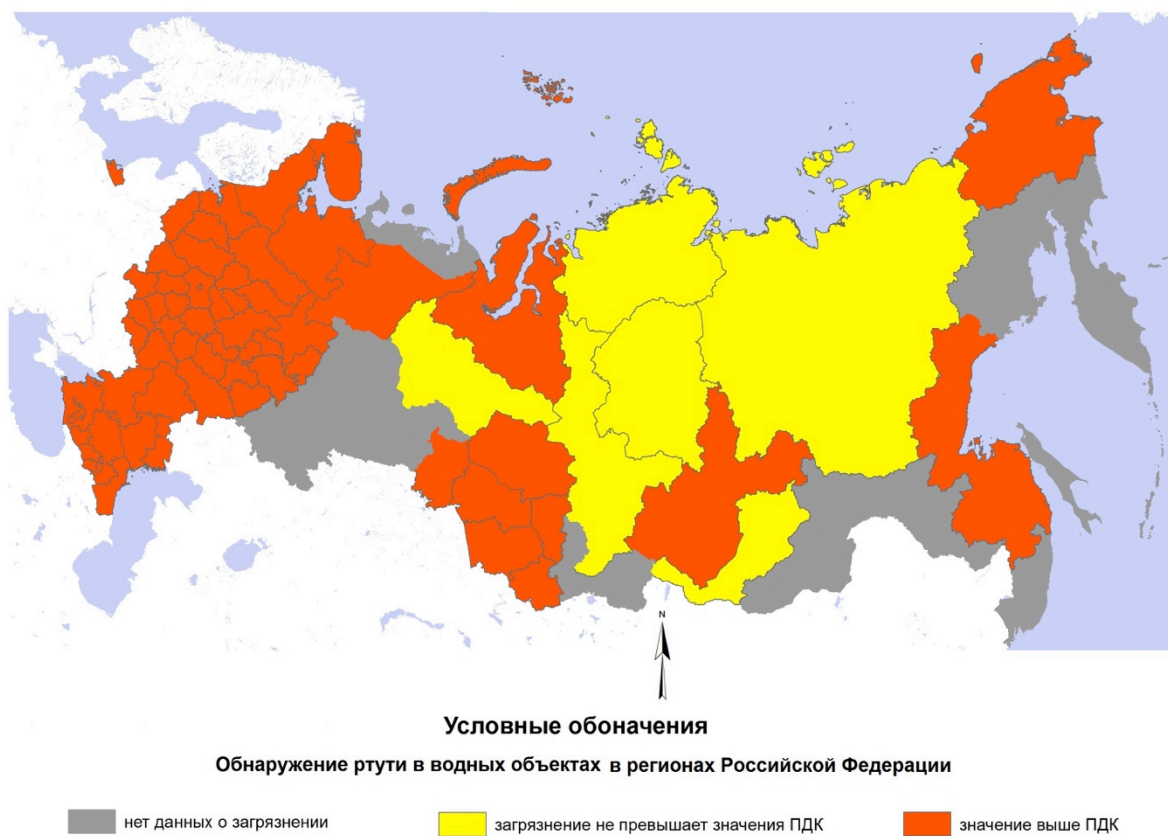 N
Условные обоначения
Обнаружение ртути в водных объектах в регионах Российской Федерации
нет данных о загрязнении
загрязнение не превышает значения ПДК
значение выше ПДК